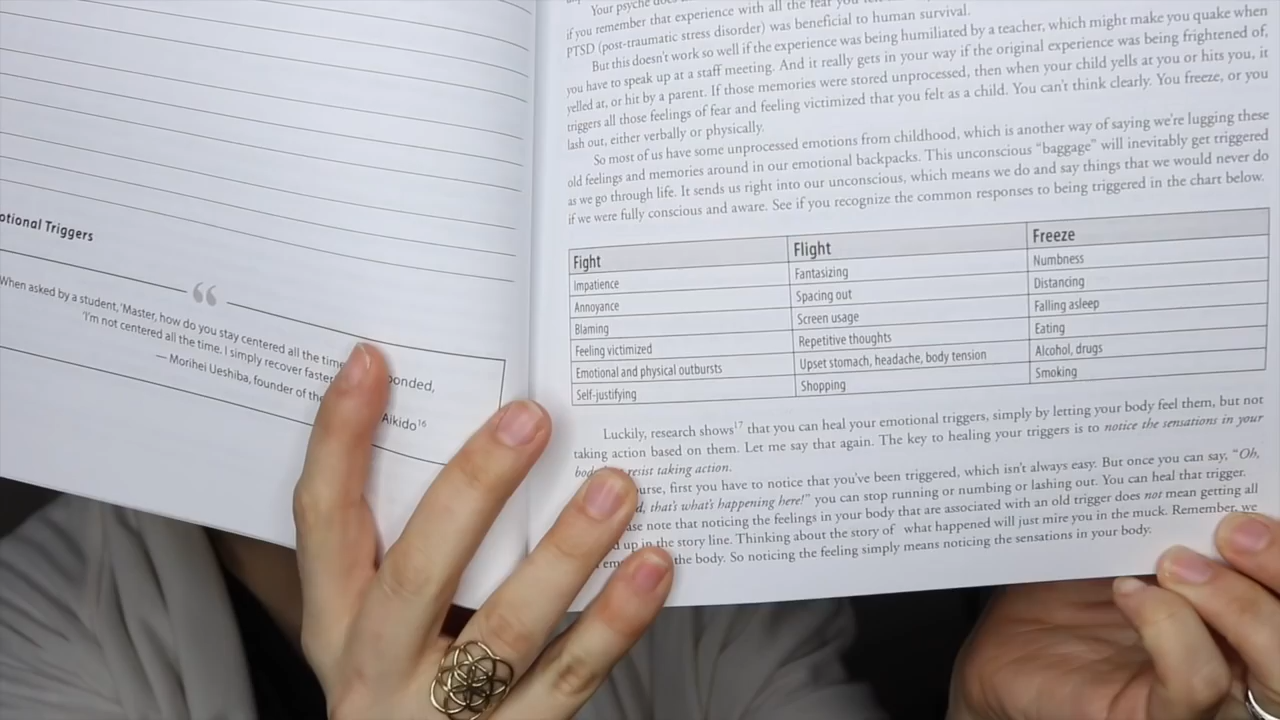 otional Triggers
“
When asked by a student, ‘Master, how do you stay centered all the time
ponded,
‘I’m not centered all the time. I simply recover faster
— Morihei Ueshiba, founder of the
Aikido16
Your psyche does
if you remember that experience with all the fear you
PTSD (post-traumatic stress disorder) was beneficial to human survival.
But this doesn’t work so well if the experience was being humiliated by a teacher, which might make you quake when
you have to speak up at a staff meeting. And it really gets in your way if the original experience was being frightened of,
yelled at, or hit by a parent. If those memories were stored unprocessed, then when your child yells at you or hits you, it
triggers all those feelings of fear and feeling victimized that you felt as a child. You can’t think clearly. You freeze, or you
lash out, either verbally or physically.
So most of us have some unprocessed emotions from childhood, which is another way of saying we’re lugging these
old feelings and memories around in our emotional backpacks. This unconscious “baggage” will inevitably get triggered
as we go through life. It sends us right into our unconscious, which means we do and say things that we would never do
if we were fully conscious and aware. See if you recognize the common responses to being triggered in the chart below.
Fight Flight Freeze
Impatience Fantasizing Numbness
Annoyance Spacing out Distancing
Blaming Screen usage Falling asleep
Feeling victimized Repetitive thoughts Eating
Emotional and physical outbursts Upset stomach, headache, body tension Alcohol, drugs
Self-justifying Shopping Smoking
Luckily, research shows17 that you can heal your emotional triggers, simply by letting your body feel them, but not
taking action based on them. Let me say that again. The key to healing your triggers is to notice the sensations in your
resist taking action.
urse, first you have to notice that you’ve been triggered, which isn’t always easy. But once you can say, “Oh,
d, that’s what’s happening here!” you can stop running or numbing or lashing out. You can heal that trigger.
se note that noticing the feelings in your body that are associated with an old trigger does not mean getting all
d up in the story line. Thinking about the story of what happened will just mire you in the muck. Remember, we
the body. So noticing the feeling simply means noticing the sensations in your body.